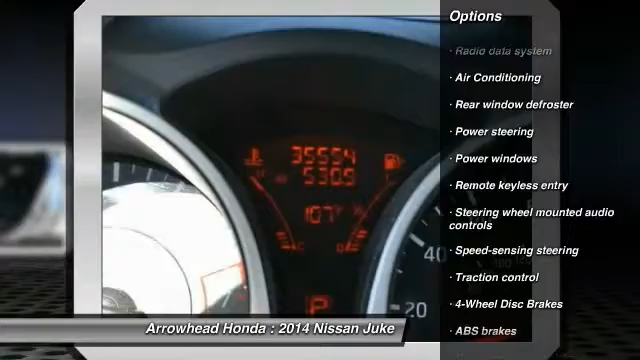 Options
· Radio data system
· Air Conditioning
· Rear window defroster
· Power steering
· Power windows
· Remote keyless entry
· Steering wheel mounted audio
controls
· Speed-sensing steering
· Traction control
· 4-Wheel Disc Brakes
· ABS brakes
35554
530.9
107°
P
40
20
Arrowhead Honda : 2014 Nissan Juke